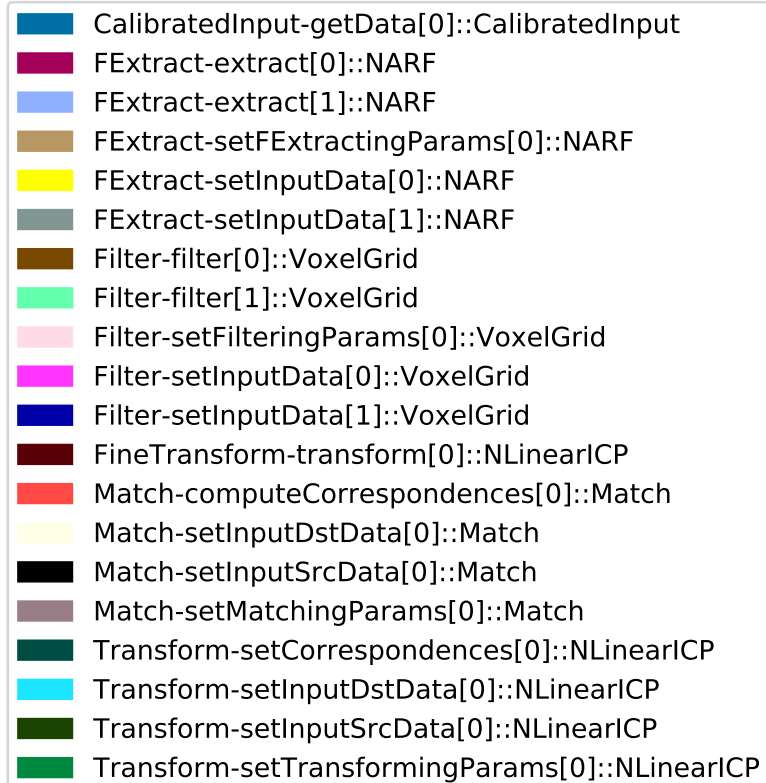 CalibratedInput-getData[0]::CalibratedInput
FExtract-extract[0]::NARF
FExtract-extract[1]::NARF
FExtract-setFExtractingParams[0]::NARF
FExtract-setInputData[0]::NARF
FExtract-setInputData[1]::NARF
Filter-filter[0]::VoxelGrid
Filter-filter[1]::VoxelGrid
Filter-setFilteringParams[0]::VoxelGrid
Filter-setInputData[0]::VoxelGrid
Filter-setInputData[1]::VoxelGrid
FineTransform-transform[0]::NLinearICP
Match-computeCorrespondences[0]::Match
Match-setInputDstData[0]::Match
Match-setInputSrcData[0]::Match
Match-setMatchingParams[0]::Match
Transform-setCorrespondences[0]::NLinearICP
Transform-setInputDstData[0]::NLinearICP
Transform-setInputSrcData[0]::NLinearICP
Transform-setTransformingParams[0]::NLinearICP